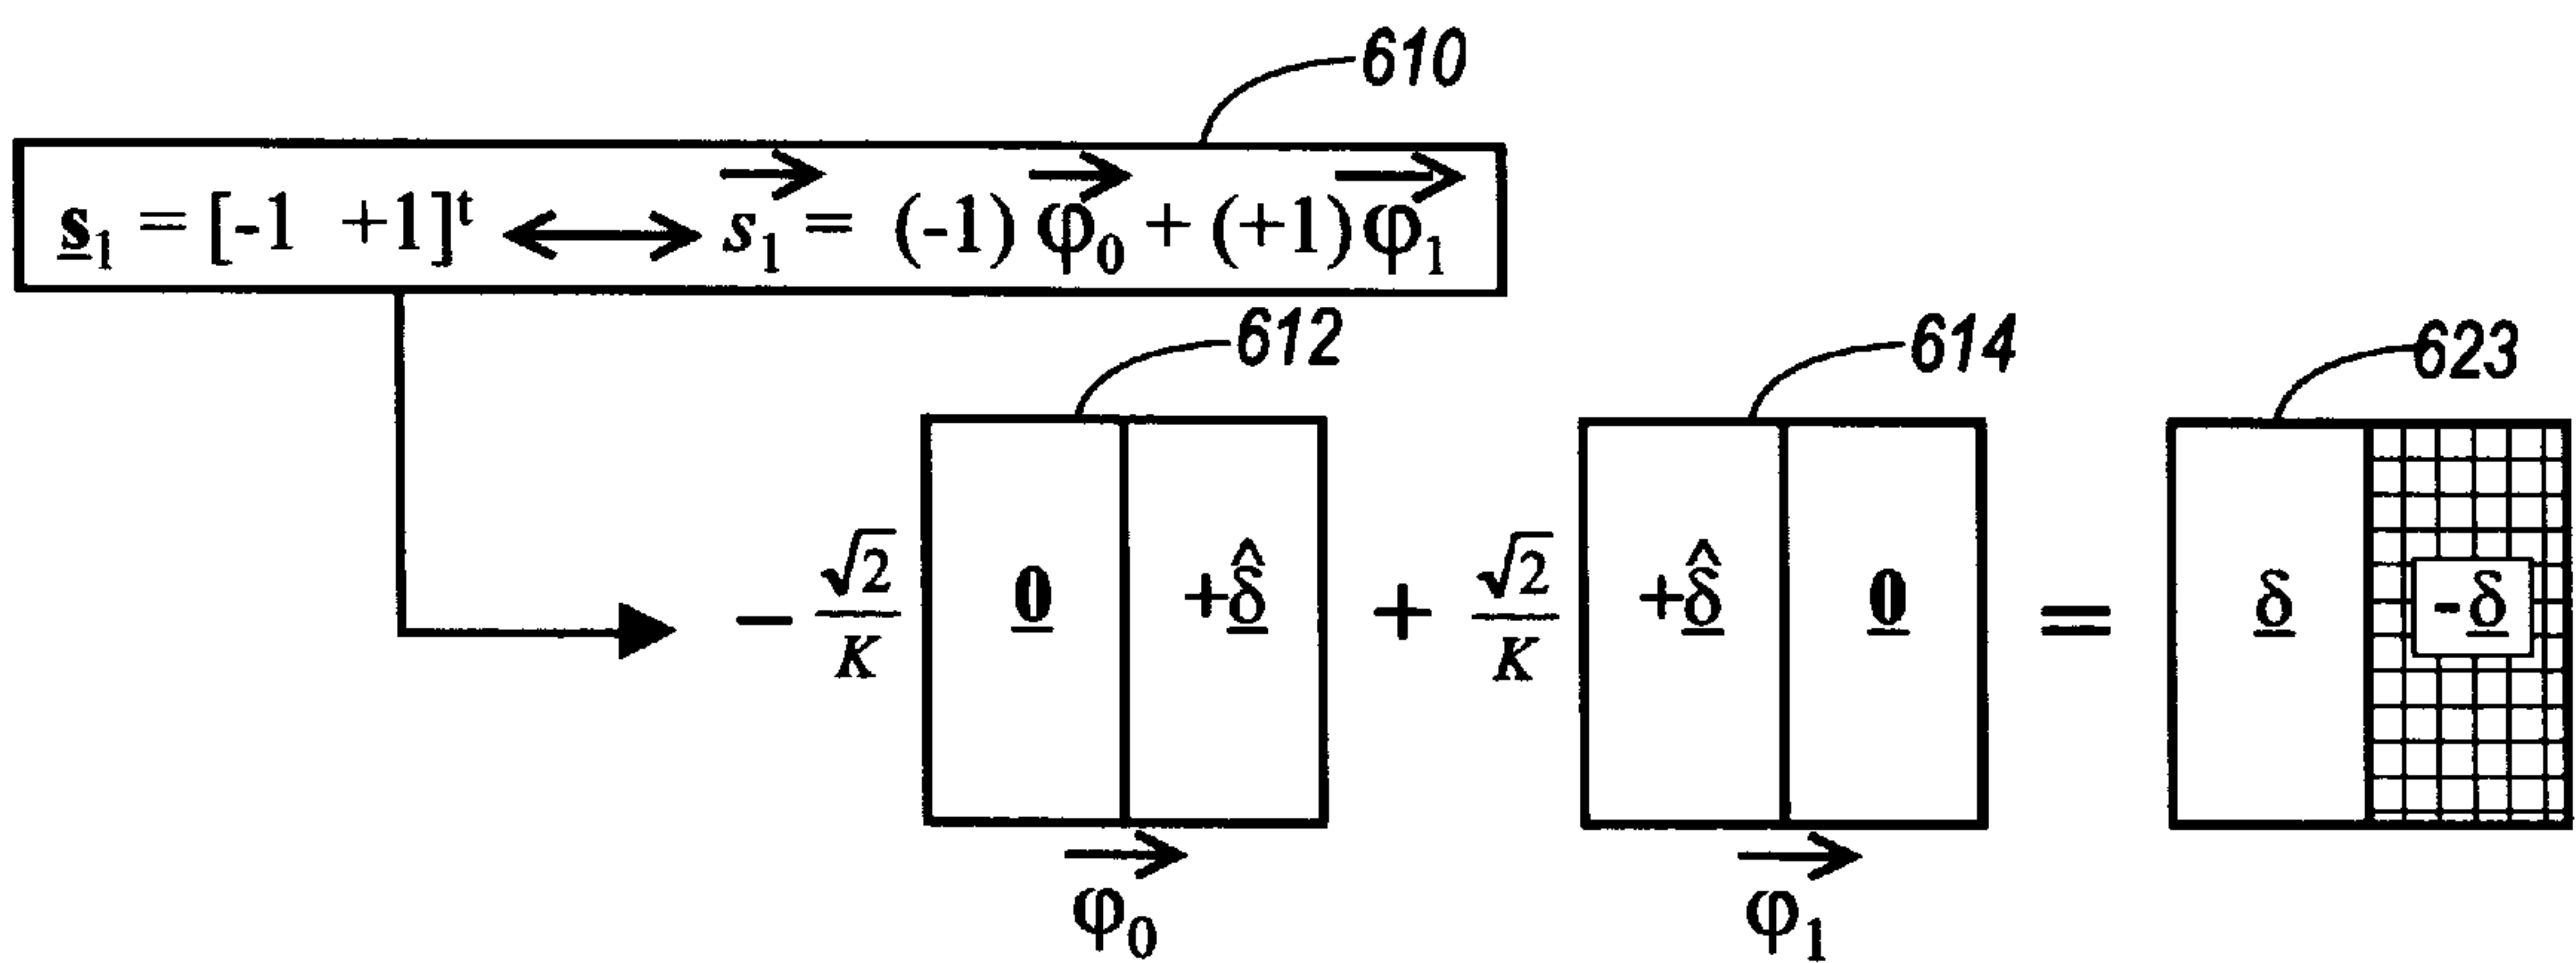 610
s₁ = [-1 +1]ᵗ ⟷ s₁ = (-1) φ₀ + (+1) φ₁
612 614 623
− √2/K 0 +δ̂ + √2/K +δ̂ 0 = δ -δ
φ₀ φ₁